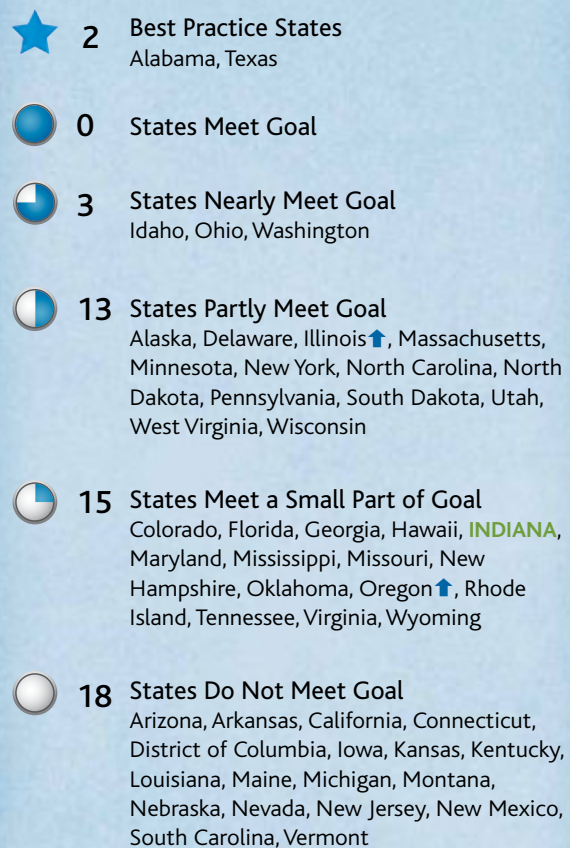 2 Best Practice States
Alabama, Texas
0 States Meet Goal
3 States Nearly Meet Goal
Idaho, Ohio, Washington
13 States Partly Meet Goal
Alaska, Delaware, Illinois⬆, Massachusetts,
Minnesota, New York, North Carolina, North
Dakota, Pennsylvania, South Dakota, Utah,
West Virginia, Wisconsin
15 States Meet a Small Part of Goal
Colorado, Florida, Georgia, Hawaii, INDIANA,
Maryland, Mississippi, Missouri, New
Hampshire, Oklahoma, Oregon⬆, Rhode
Island, Tennessee, Virginia, Wyoming
18 States Do Not Meet Goal
Arizona, Arkansas, California, Connecticut,
District of Columbia, Iowa, Kansas, Kentucky,
Louisiana, Maine, Michigan, Montana,
Nebraska, Nevada, New Jersey, New Mexico,
South Carolina, Vermont